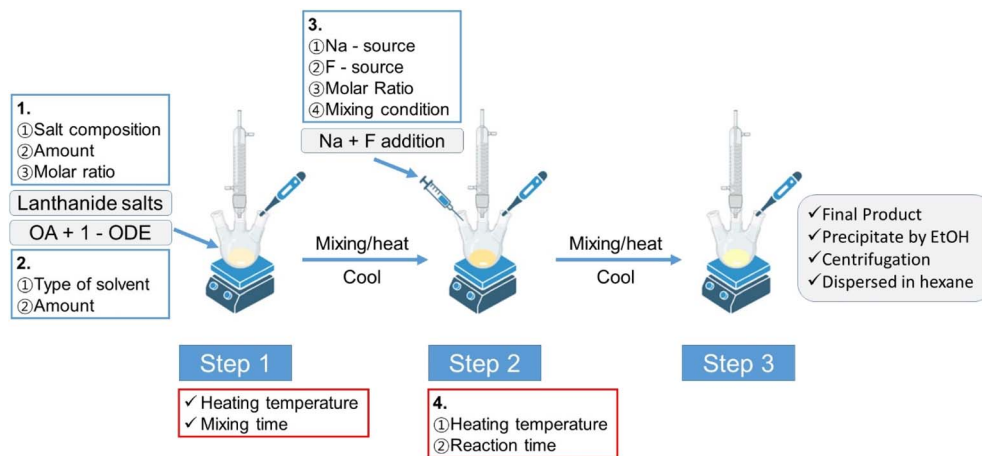 1.
①Salt composition
②Amount
③Molar ratio
Lanthanide salts
OA + 1 - ODE
2.
①Type of solvent
②Amount
3.
①Na - source
②F - source
③Molar Ratio
④Mixing condition
Na + F addition
Mixing/heat
Cool
Mixing/heat
Cool
✓Final Product
✓Precipitate by EtOH
✓Centrifugation
✓Dispersed in hexane
Step 1
✓ Heating temperature
✓ Mixing time
Step 2
4.
①Heating temperature
②Reaction time
Step 3